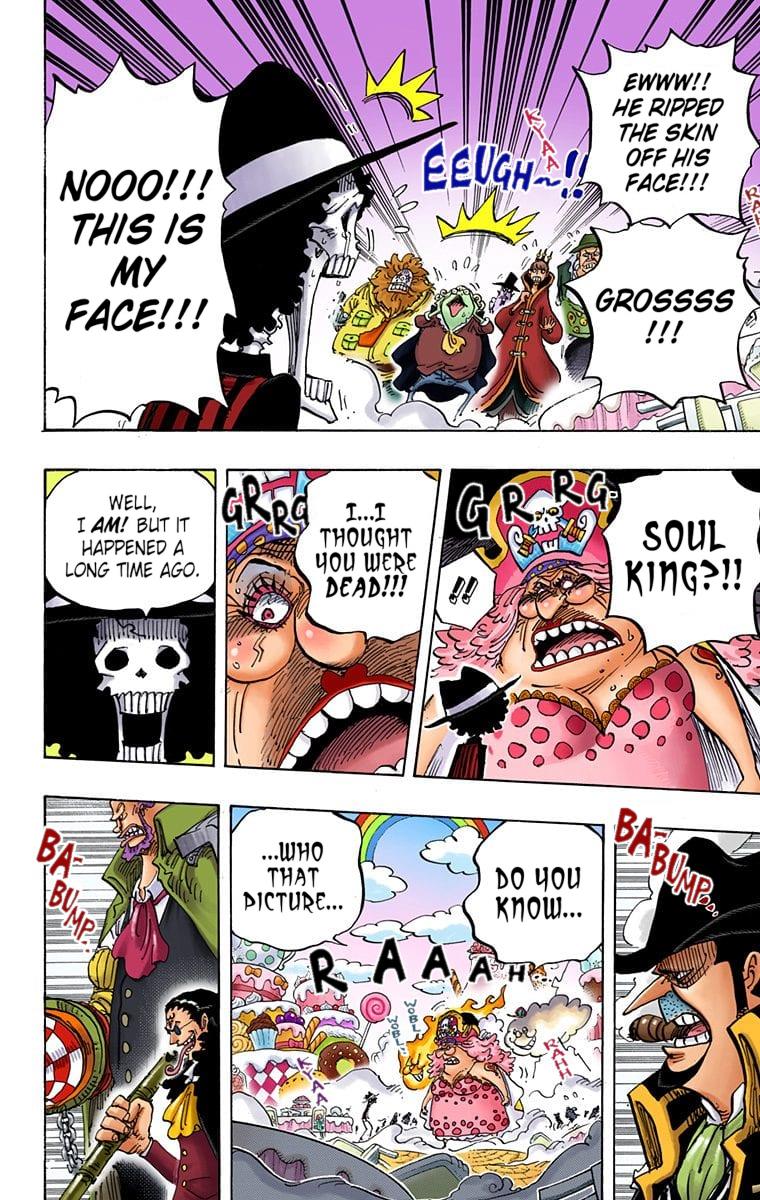 EWWW!!
HE RIPPED
THE SKIN
OFF HIS
FACE!!!
KYAA
KYAA
EEUGH~!!
GROSSSS
!!!
NOOO!!!
THIS IS
MY
FACE!!!
SOUL
KING?!!
GRRG-
!!
I...I
THOUGHT
YOU WERE
DEAD!!!
GRRG
WELL,
I AM! BUT IT
HAPPENED A
LONG TIME AGO.
BA-
BUMP...
DO YOU
KNOW...
...WHO
THAT
PICTURE...
RAAAAH
WOBL
WOBL
RAHH
KYAAA
BA-
BUMP...